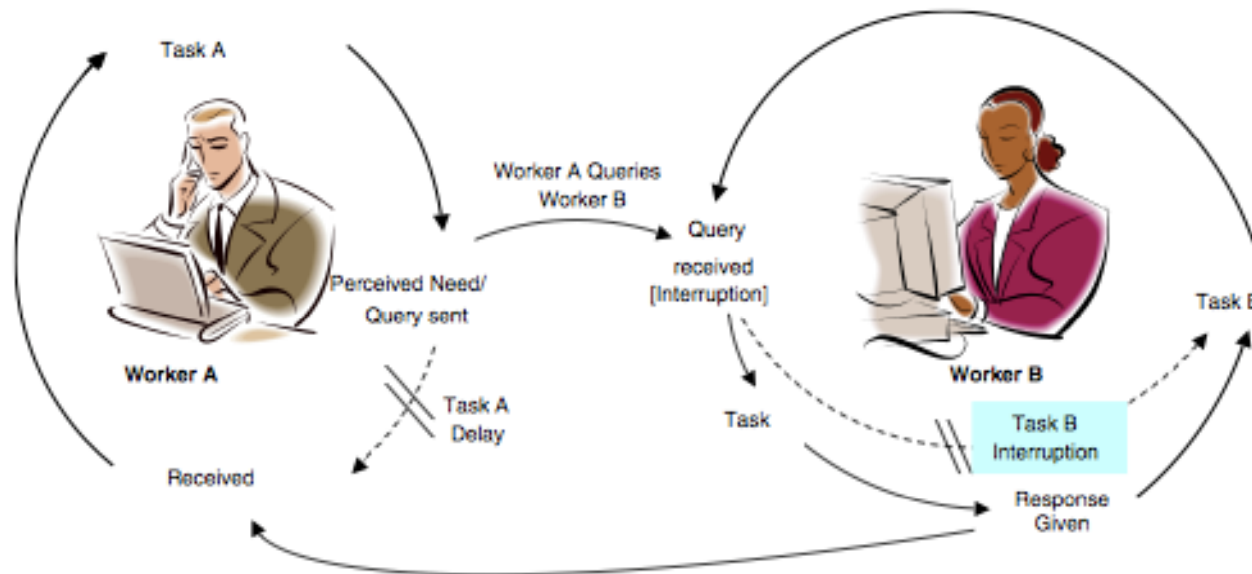 Task A
Worker A Queries
Worker B
Perceived Need/
Query sent
Worker A
Task A
Delay
Received
Query
received
[Interruption]
Task
Worker B
Task B
Task B
Interruption
Response
Given